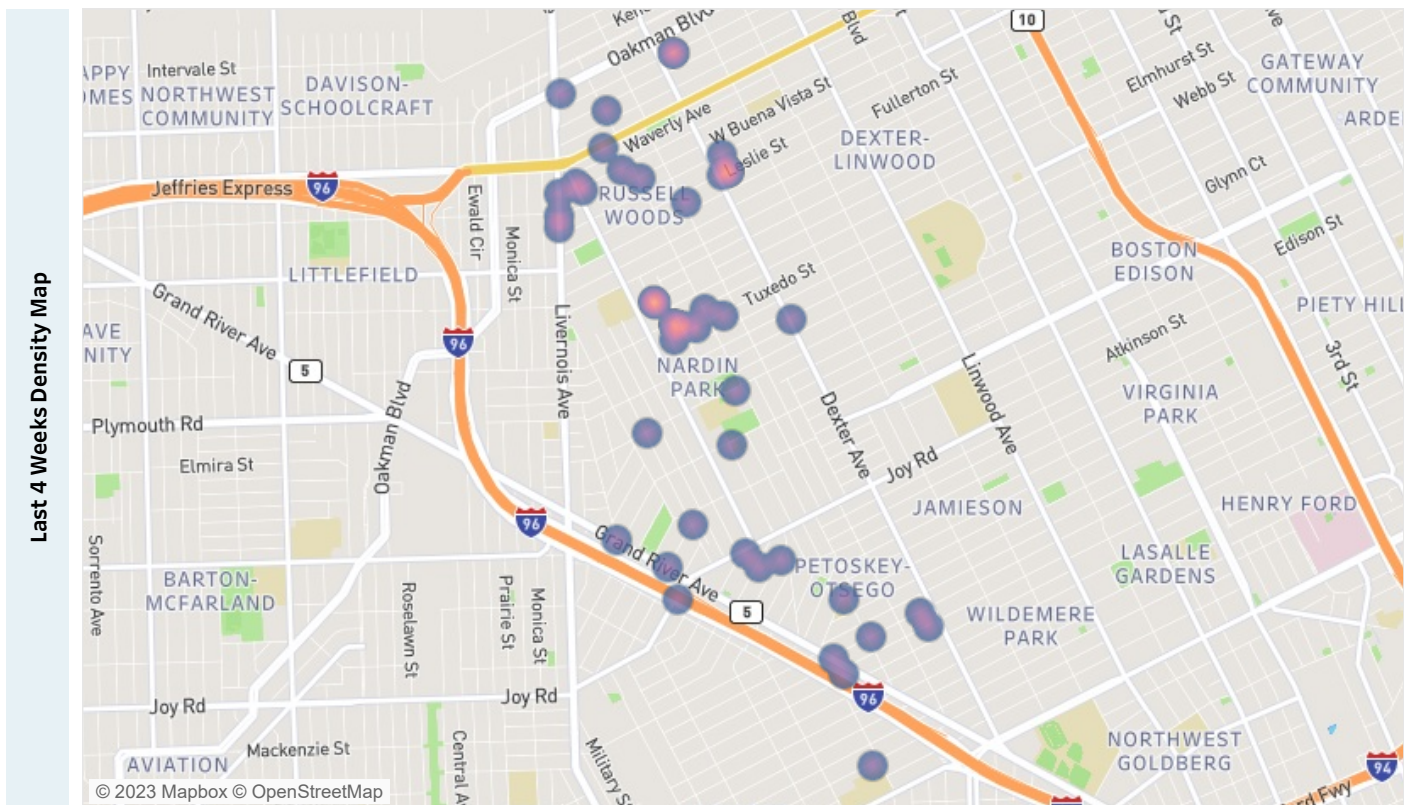 Last 4 Weeks Density Map
Oakman Blvd
Blvd
10
Intervale St
DAVISON-
SCHOOLCRAFT
NORTHWEST
COMMUNITY
Elmhurst St
Webb St
GATEWAY
COMMUNITY
Waverly Ave
W Buena Vista St
Fullerton St
Leslie St
DEXTER-
LINWOOD
Glynn Ct
Jeffries Express
96
Ewald Cir
Monica St
RUSSELL
WOODS
Edison St
BOSTON
EDISON
LITTLEFIELD
Tuxedo St
PIETY HILL
Grand River Ave
96
Livernois Ave
Atkinson St
3rd St
5
NARDIN
PARK
Linwood Ave
VIRGINIA
PARK
Oakman Blvd
Plymouth Rd
Dexter Ave
Elmira St
Joy Rd
JAMIESON
HENRY FORD
96
Grand River Ave
Sorrento Ave
BARTON-
MCFARLAND
LASALLE
GARDENS
PETOSKEY-
OTSEGO
Roselawn St
Prairie St
Monica St
5
WILDEMERE
PARK
Joy Rd
Joy Rd
96
Mackenzie St
AVIATION
Central Av
Military S
NORTHWEST
GOLDBERG
94
© 2023 Mapbox © OpenStreetMap